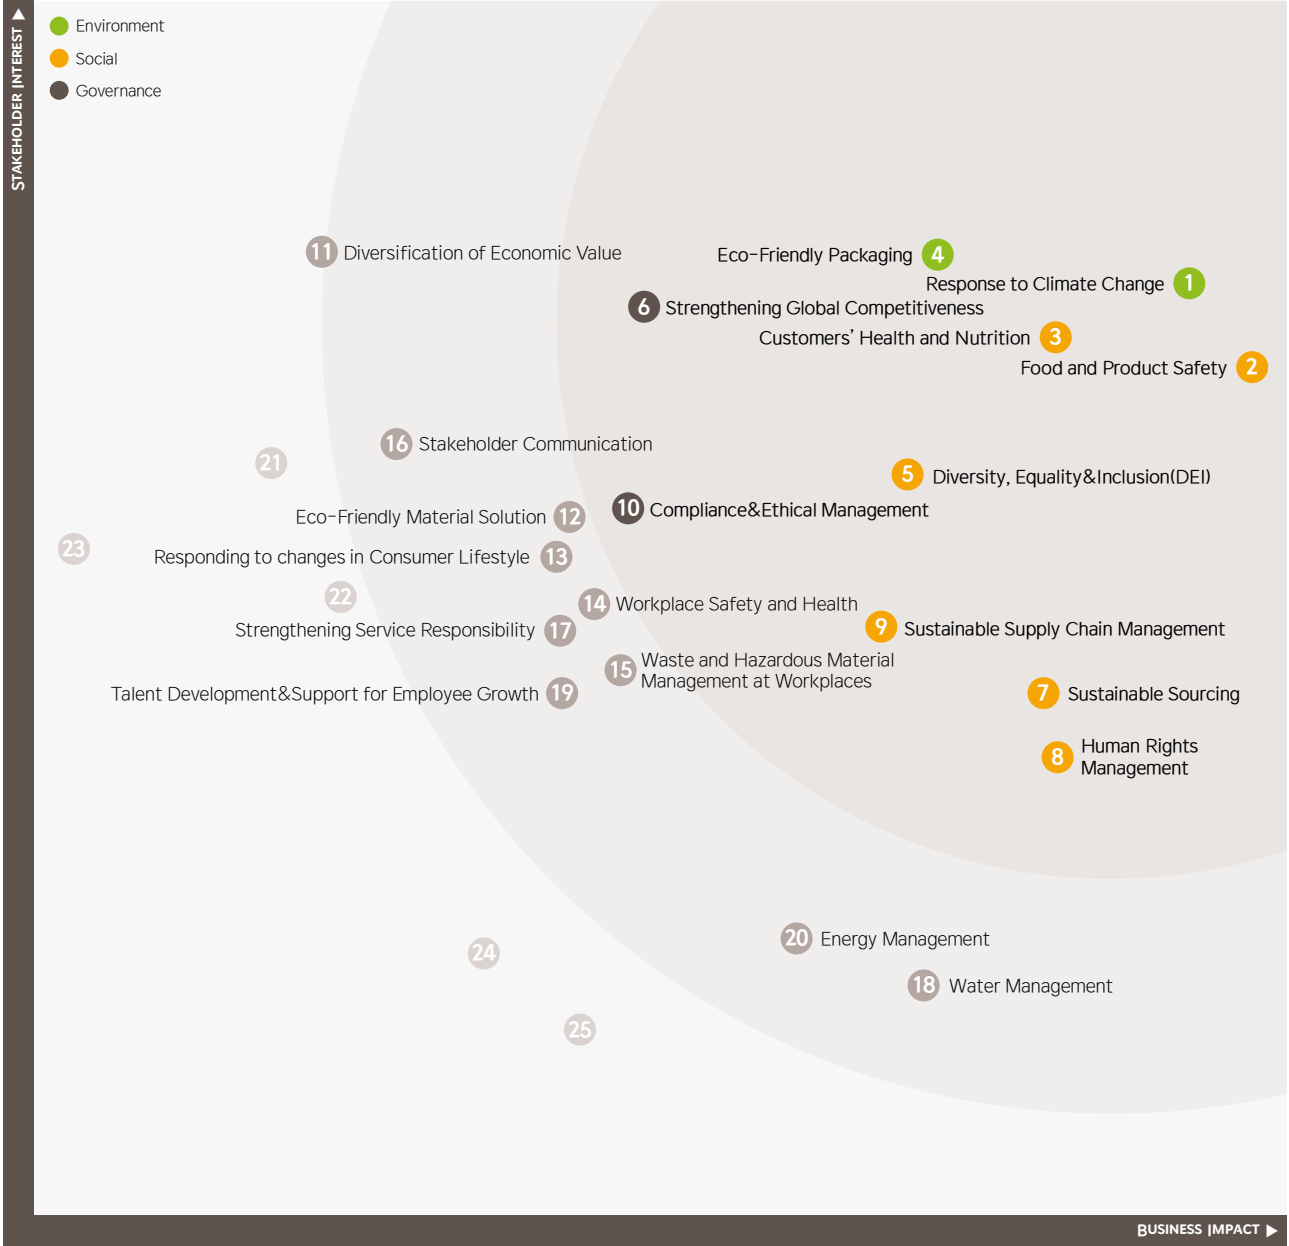 STAKEHOLDER INTEREST
Environment
Social
Governance
11 Diversification of Economic Value
Eco-Friendly Packaging 4
Response to Climate Change 1
6 Strengthening Global Competitiveness
Customers' Health and Nutrition 3
Food and Product Safety 2
16 Stakeholder Communication
21
5 Diversity, Equality&Inclusion(DEI)
10 Compliance&Ethical Management
Eco-Friendly Material Solution 12
23
Responding to changes in Consumer Lifestyle 13
22
14 Workplace Safety and Health
Strengthening Service Responsibility 17
9 Sustainable Supply Chain Management
15 Waste and Hazardous Material
Management at Workplaces
Talent Development&Support for Employee Growth 19
7 Sustainable Sourcing
8 Human Rights
Management
20 Energy Management
24
18 Water Management
25
BUSINESS IMPACT